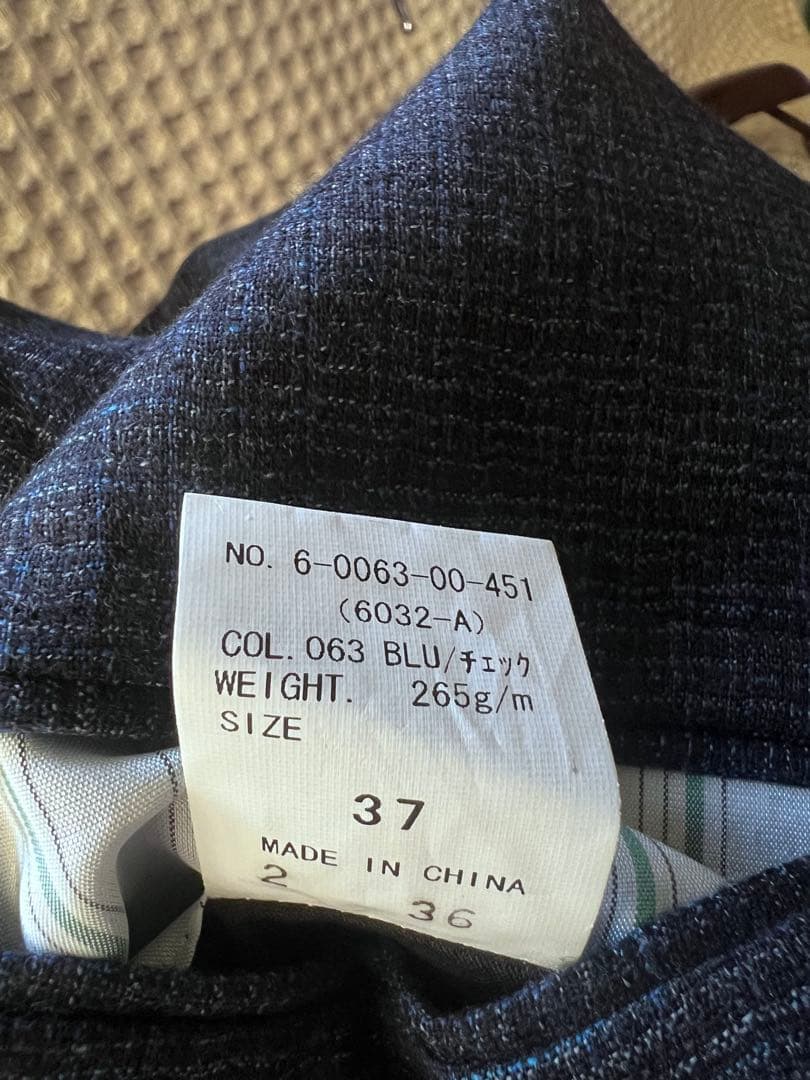 NO. 6-0063-00-451
(6032-A)
COL. 063 BLU/チェック
WEIGHT. 265g/m
SIZE
37
MADE IN CHINA
2 36